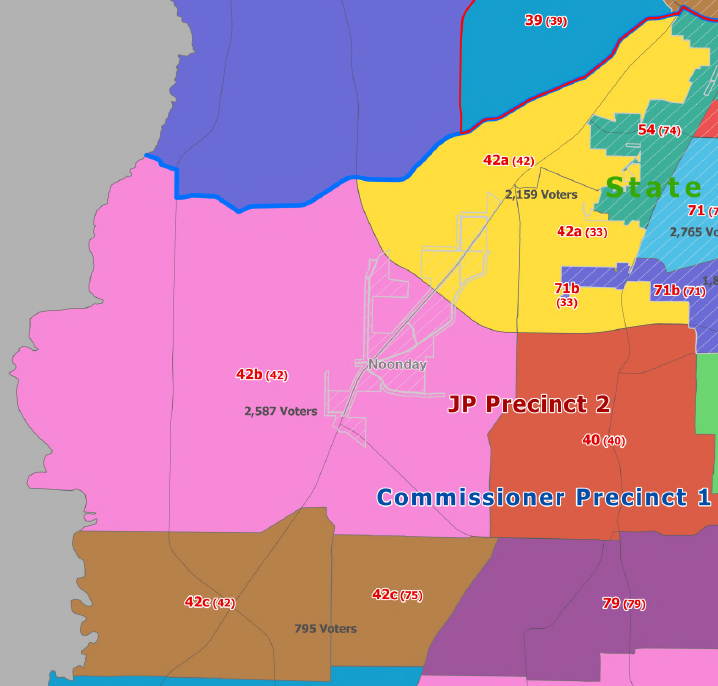 39 (39)
54 (74)
42a (42)
State
2,159 Voters
71
42a (33)
2,765
71b (33)
71b (71)
Noonday
42b (42)
2,587 Voters
JP Precinct 2
40 (40)
Commissioner Precinct 1
42c (75)
42c (42)
79 (79)
795 Voters